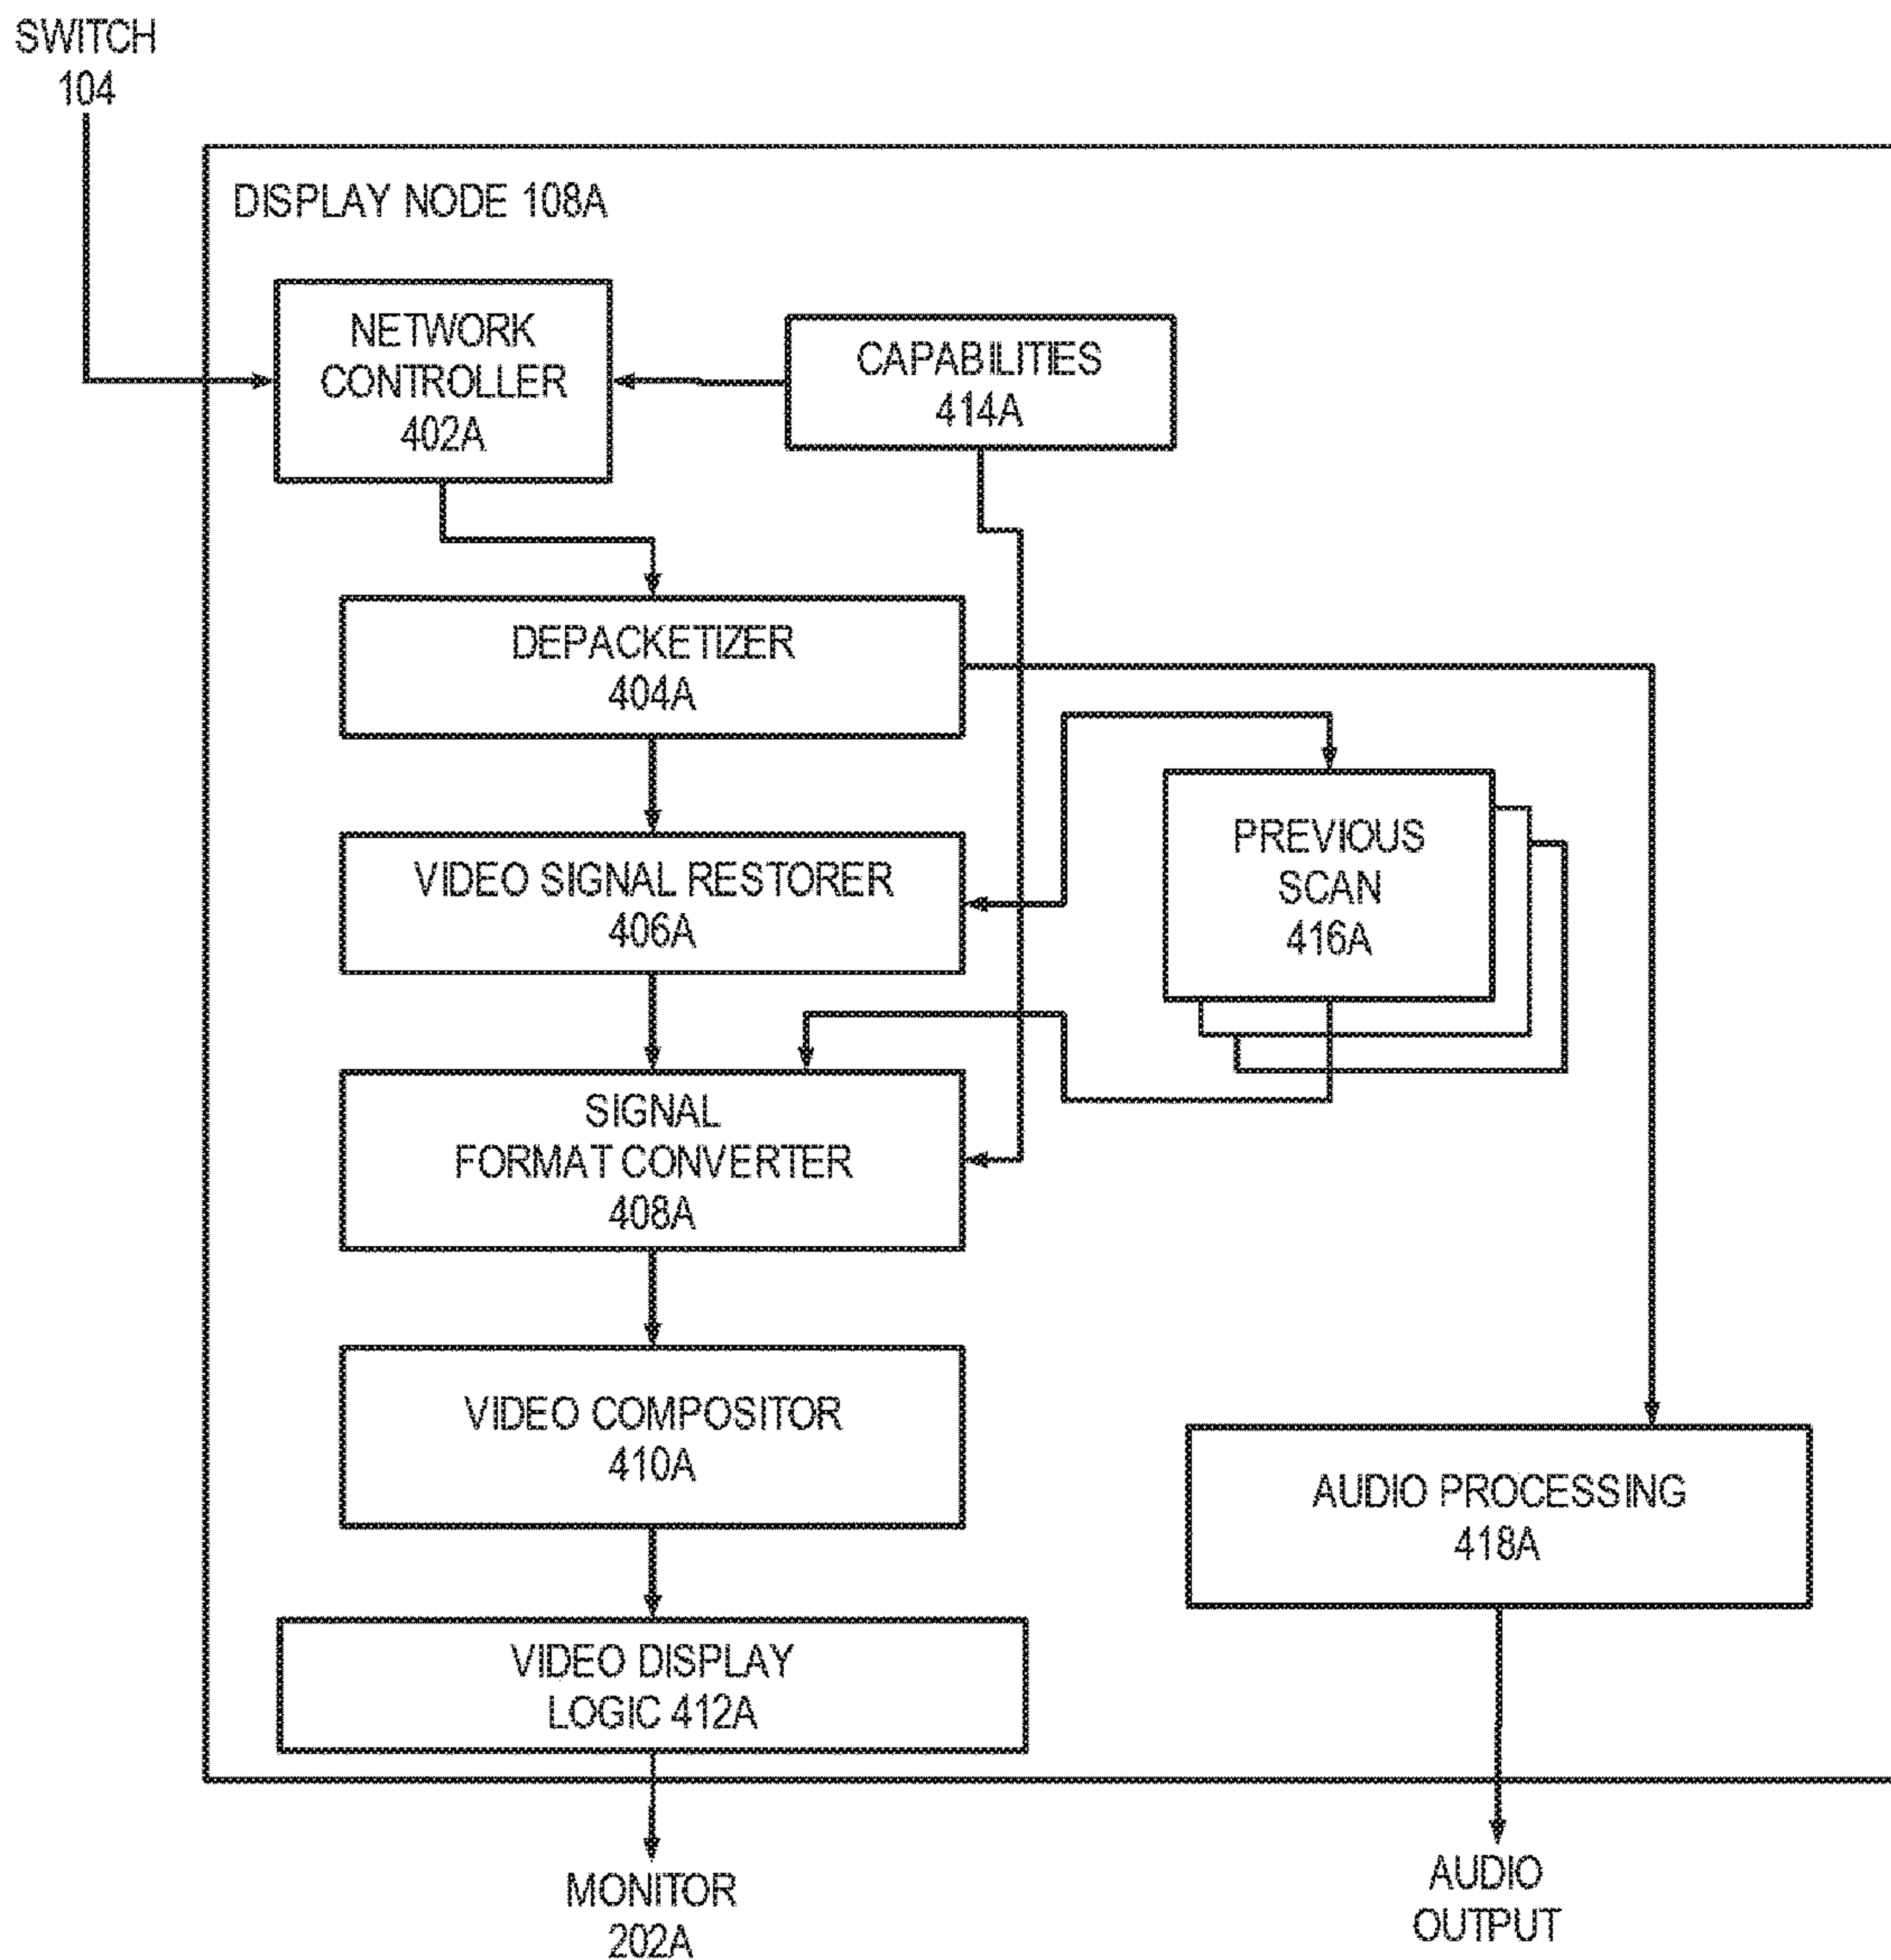 SWITCH
104
DISPLAY NODE 108A
NETWORK
CONTROLLER
402A
CAPABILITIES
414A
DEPACKETIZER
404A
VIDEO SIGNAL RESTORER
406A
PREVIOUS
SCAN
416A
SIGNAL
FORMAT CONVERTER
408A
VIDEO COMPOSITOR
410A
AUDIO PROCESSING
418A
VIDEO DISPLAY
LOGIC 412A
MONITOR
202A
AUDIO
OUTPUT